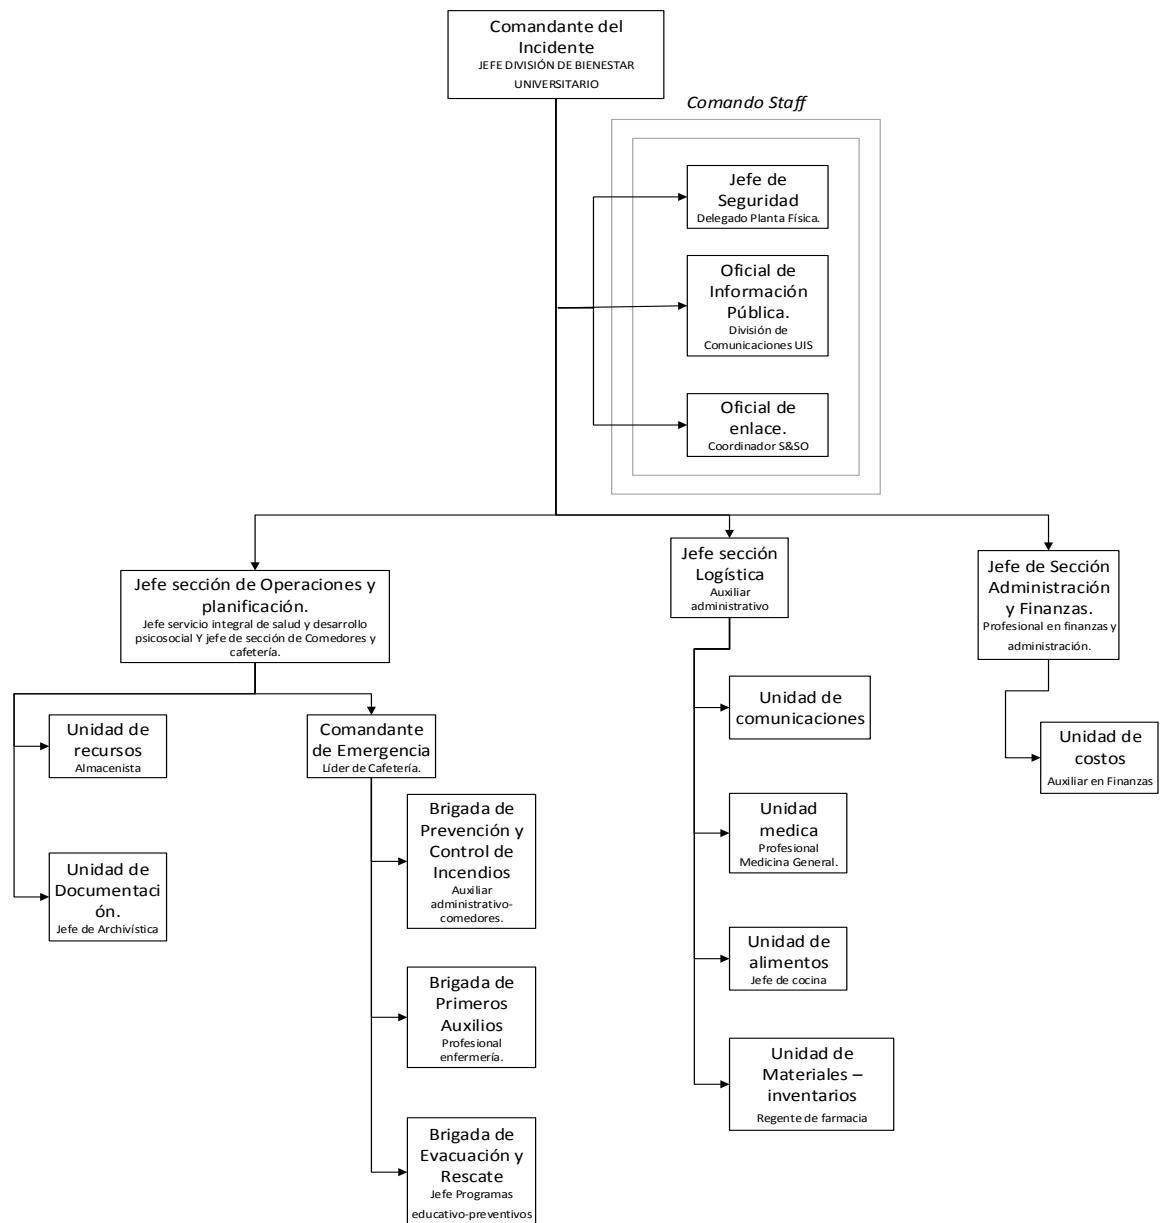 Comandante del
Incidente
JEFE DIVISIÓN DE BIENESTAR
UNIVERSITARIO
Comando Staff
Jefe de
Seguridad
Delegado Planta Física.
Oficial de
Información
Pública.
División de
Comunicaciones UIS
Oficial de
enlace.
Coordinador S&SO
Jefe sección de Operaciones y
planificación.
Jefe servicio integral de salud y desarrollo
psicosocial Y jefe de sección de Comedores y
cafetería.
Jefe sección
Logística
Auxiliar
administrativo
Jefe de Sección
Administración
y Finanzas.
Profesional en finanzas y
administración.
Unidad de
recursos
Almacenista
Comandante
de Emergencia
Líder de Cafetería.
Unidad de
comunicaciones
Unidad de
costos
Auxiliar en Finanzas
Brigada de
Prevención y
Control de
Incendios
Auxiliar
administrativo-
comedores.
Unidad
medica
Profesional
Medicina General.
Unidad de
Documentaci
ón.
Jefe de Archivística
Unidad de
alimentos
Jefe de cocina
Brigada de
Primeros
Auxilios
Profesional
enfermería.
Unidad de
Materiales –
inventarios
Regente de farmacia
Brigada de
Evacuación y
Rescate
Jefe Programas
educativo-preventivos